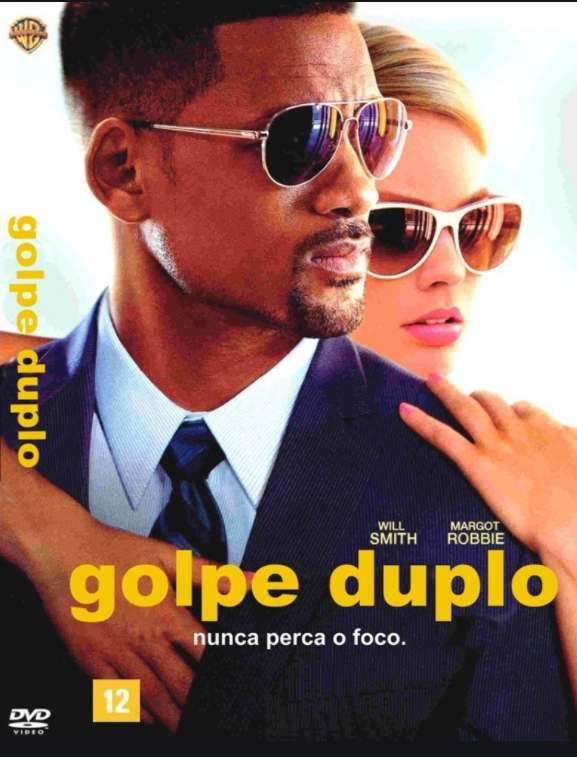 golpe duplo
WILL SMITH
MARGOT ROBBIE
golpe duplo
nunca perca o foco.
12
DVD
VIDEO